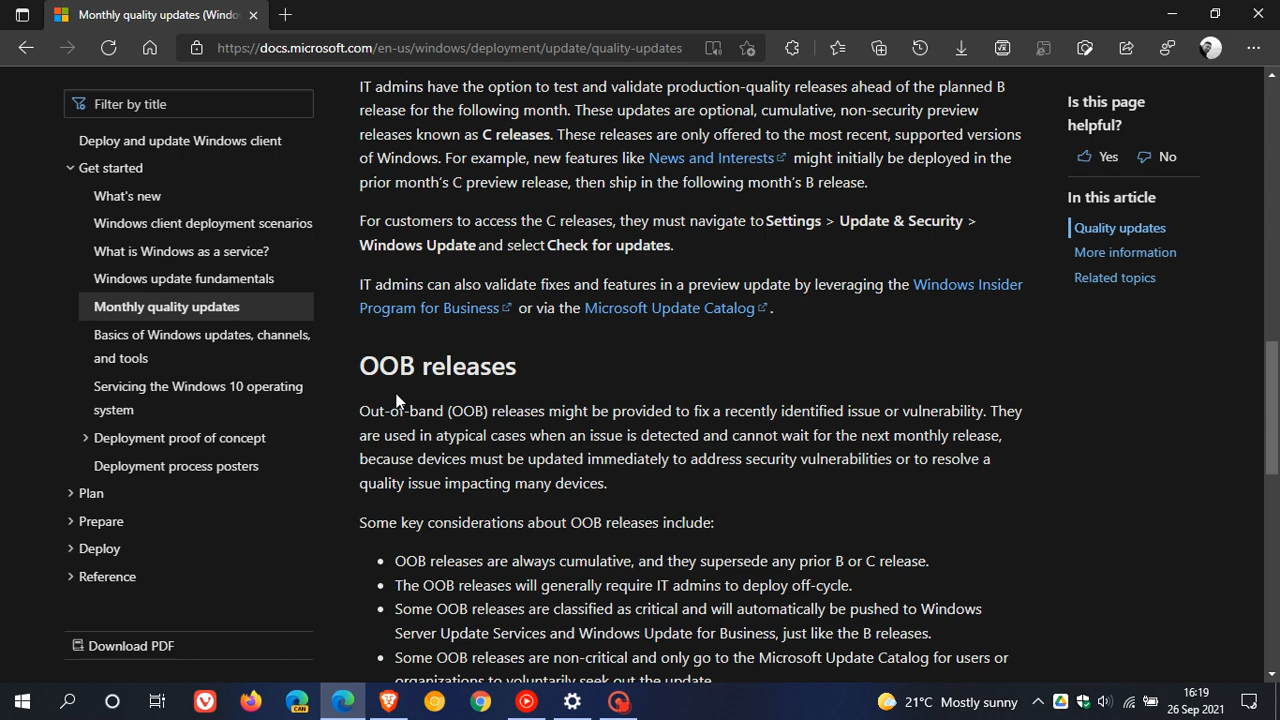 Monthly quality updates (Windo
https://docs.microsoft.com/en-us/windows/deployment/update/quality-updates
Filter by title
Deploy and update Windows client
Get started
What's new
Windows client deployment scenarios
What is Windows as a service?
Windows update fundamentals
Monthly quality updates
Basics of Windows updates, channels,
and tools
Servicing the Windows 10 operating
system
Deployment proof of concept
Deployment process posters
Plan
Prepare
Deploy
Reference
Download PDF
IT admins have the option to test and validate production-quality releases ahead of the planned B
release for the following month. These updates are optional, cumulative, non-security preview
releases known as C releases. These releases are only offered to the most recent, supported versions
of Windows. For example, new features like News and Interests might initially be deployed in the
prior month's C preview release, then ship in the following month's B release.
For customers to access the C releases, they must navigate to Settings > Update & Security >
Windows Update and select Check for updates.
IT admins can also validate fixes and features in a preview update by leveraging the Windows Insider
Program for Business or via the Microsoft Update Catalog .
OOB releases
Out-of-band (OOB) releases might be provided to fix a recently identified issue or vulnerability. They
are used in atypical cases when an issue is detected and cannot wait for the next monthly release,
because devices must be updated immediately to address security vulnerabilities or to resolve a
quality issue impacting many devices.
Some key considerations about OOB releases include:
• OOB releases are always cumulative, and they supersede any prior B or C release.
• The OOB releases will generally require IT admins to deploy off-cycle.
• Some OOB releases are classified as critical and will automatically be pushed to Windows
Server Update Services and Windows Update for Business, just like the B releases.
• Some OOB releases are non-critical and only go to the Microsoft Update Catalog for users or
organizations to voluntarily seek out the update.
Is this page
helpful?
Yes No
In this article
Quality updates
More information
Related topics
CAN
21°C Mostly sunny
16:19
26 Sep 2021